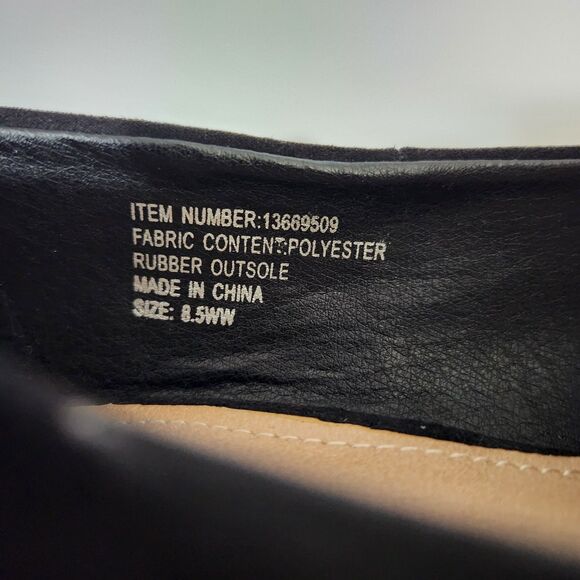 ITEM NUMBER:13669509
FABRIC CONTENT:POLYESTER
RUBBER OUTSOLE
MADE IN CHINA
SIZE: 8.5WW